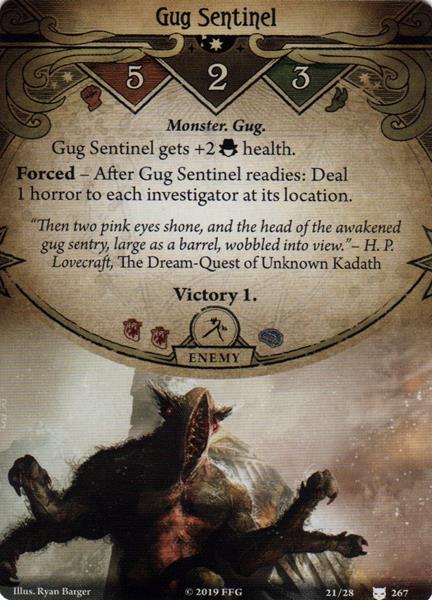 Gug Sentinel
5 2 3
Monster. Gug.
Gug Sentinel gets +2 health.
Forced – After Gug Sentinel readies: Deal
1 horror to each investigator at its location.
“Then two pink eyes shone, and the head of the awakened
gug sentry, large as a barrel, wobbled into view.”– H. P.
Lovecraft, The Dream-Quest of Unknown Kadath
Victory 1.
ENEMY
Illus. Ryan Barger © 2019 FFG 21/28 267